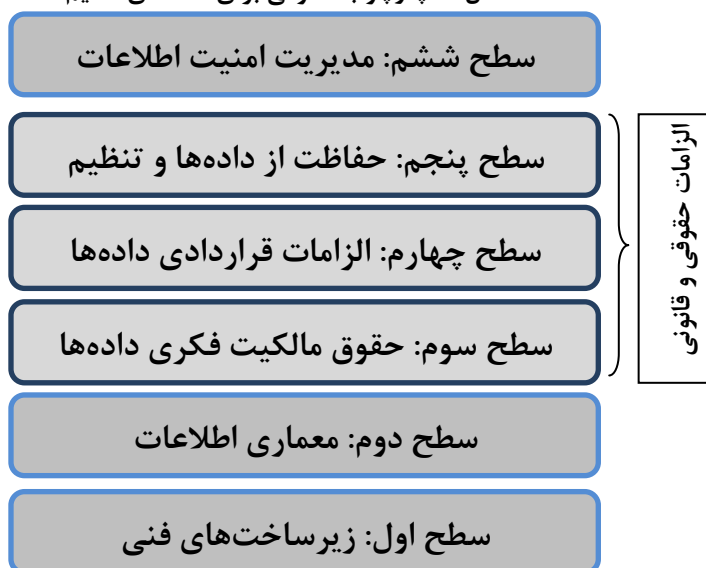 سطح ششم: مدیریت امنیت اطلاعات
سطح پنجم: حفاظت از داده‌ها و تنظیم
سطح چهارم: الزامات قراردادی داده‌ها
سطح سوم: حقوق مالکیت فکری داده‌ها
الزامات حقوقی و قانونی
سطح دوم: معماری اطلاعات
سطح اول: زیرساخت‌های فنی